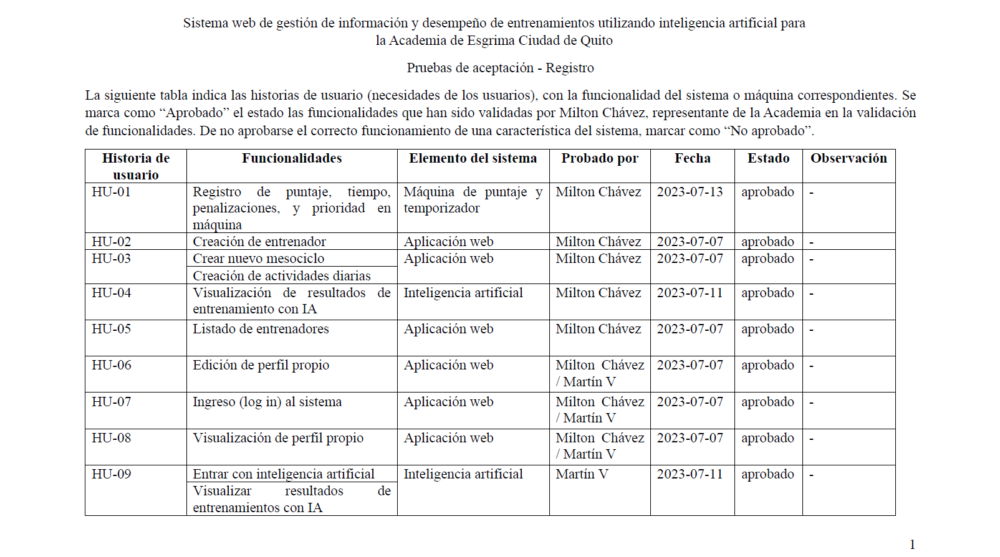 Sistema web de gestión de información y desempeño de entrenamientos utilizando inteligencia artificial para
la Academia de Esgrima Ciudad de Quito
Pruebas de aceptación - Registro
La siguiente tabla indica las historias de usuario (necesidades de los usuarios), con la funcionalidad del sistema o máquina correspondientes. Se
marca como “Aprobado” el estado las funcionalidades que han sido validadas por Milton Chávez, representante de la Academia en la validación
de funcionalidades. De no aprobarse el correcto funcionamiento de una característica del sistema, marcar como “No aprobado”.
Historia de usuario Funcionalidades Elemento del sistema Probado por Fecha Estado Observación
HU-01 Registro de puntaje, tiempo, Máquina de puntaje y Milton Chávez 2023-07-13 aprobado -
penalizaciones, y prioridad en temporizador
máquina
HU-02 Creación de entrenador Aplicación web Milton Chávez 2023-07-07 aprobado -
HU-03 Crear nuevo mesociclo Aplicación web Milton Chávez 2023-07-07 aprobado -
Creación de actividades diarias
HU-04 Visualización de resultados de Inteligencia artificial Milton Chávez 2023-07-11 aprobado -
entrenamiento con IA
HU-05 Listado de entrenadores Aplicación web Milton Chávez 2023-07-07 aprobado -
HU-06 Edición de perfil propio Aplicación web Milton Chávez 2023-07-07 aprobado -
/ Martín V
HU-07 Ingreso (log in) al sistema Aplicación web Milton Chávez 2023-07-07 aprobado -
/ Martín V
HU-08 Visualización de perfil propio Aplicación web Milton Chávez 2023-07-07 aprobado -
/ Martín V
HU-09 Entrar con inteligencia artificial Inteligencia artificial Martín V 2023-07-11 aprobado -
Visualizar resultados de
entrenamientos con IA
1